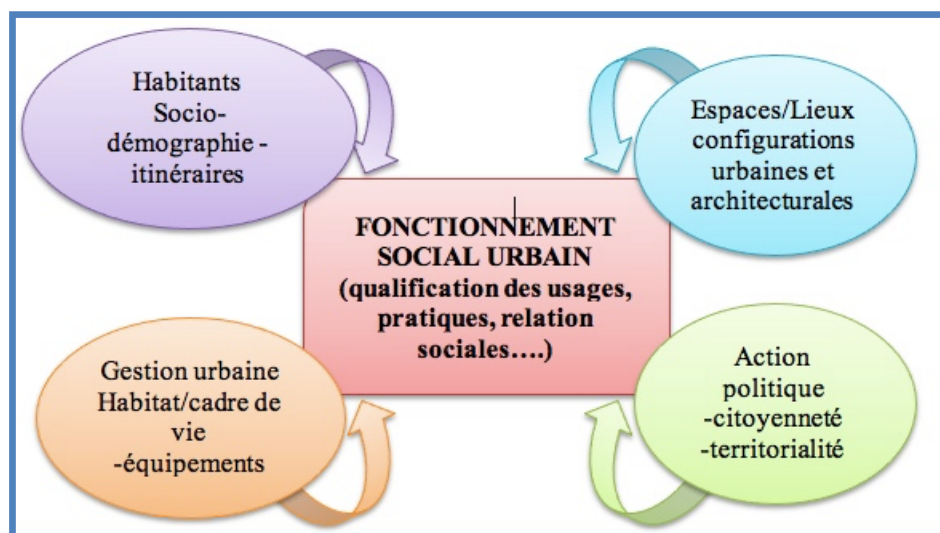 Habitants
Socio-
démographie -
itinéraires
Espaces/Lieux
configurations
urbaines et
architecturales
FONCTIONNEMENT
SOCIAL URBAIN
(qualification des usages,
pratiques, relation
sociales….)
Gestion urbaine
Habitat/cadre de
vie
-équipements
Action
politique
-citoyenneté
-territorialité